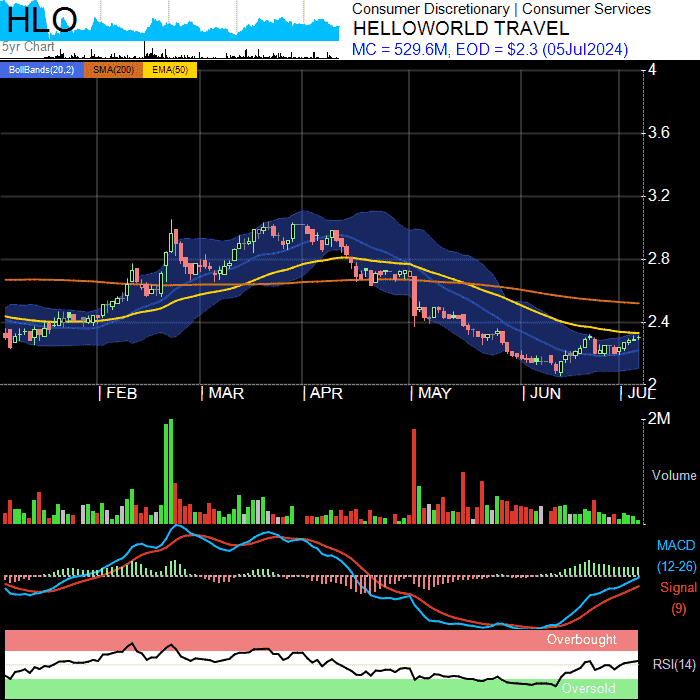 HLO
5yr Chart
Consumer Discretionary | Consumer Services
HELLOWORLD TRAVEL
MC = 529.6M, EOD = $2.3 (05Jul2024)
BollBands(20,2) SMA(200) EMA(50)
4
3.6
3.2
2.8
2.4
2
| FEB | MAR | APR | MAY | JUN | JUL
2M
Volume
MACD
(12-26)
Signal
(9)
Overbought
RSI(14)
Oversold